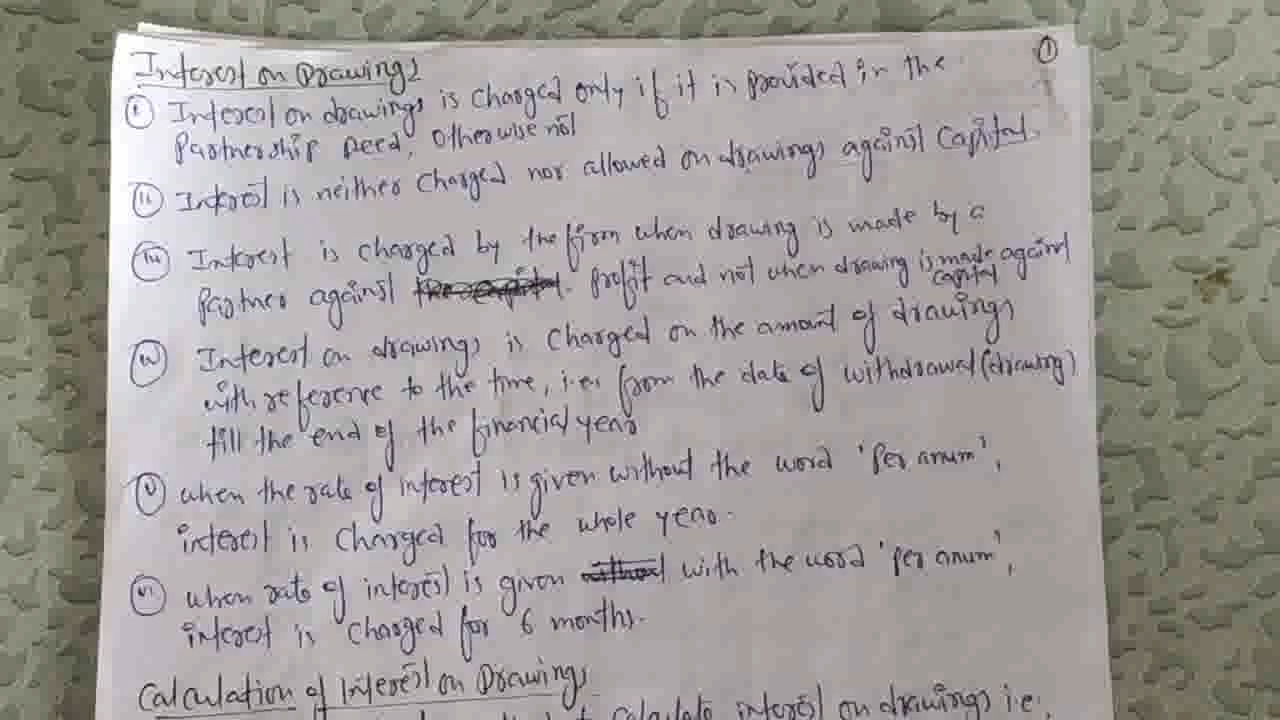 Interest on Drawings
①
i Interest on drawings is charged only if it is provided in the
Partnership Deed, otherwise not
ii Interest is neither charged nor allowed on drawings against Capital.
iii Interest is charged by the firm when drawing is made by a
Partner against profit and not when drawing is made against
capital
iv Interest on drawings is charged on the amount of drawings
with reference to the time, i.e. from the date of withdrawal (drawing)
till the end of the financial year
v when the rate of interest is given without the word 'per anum',
interest is charged for the whole year.
vi when rate of interest is given with the word 'per anum',
interest is charged for 6 months.
Calculation of Interest on Drawings
calculate interest on drawings i.e.